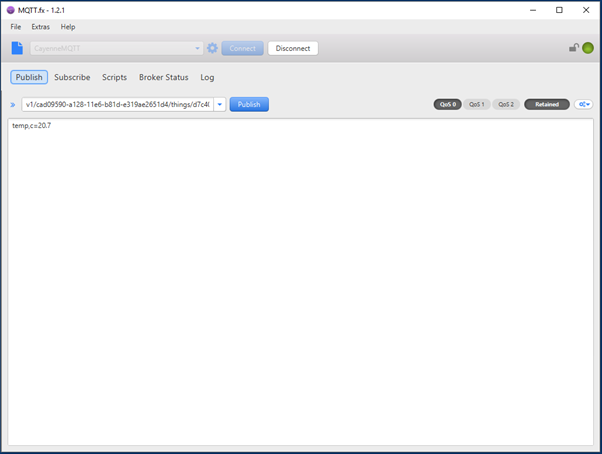 MQTT.fx - 1.2.1
File Extras Help
CayenneMQTT Connect Disconnect
Publish Subscribe Scripts Broker Status Log
v1/cad09590-a128-11e6-b81d-e319ae2651d4/things/d7c4( Publish QoS 0 QoS 1 QoS 2 Retained
temp,c=20.7